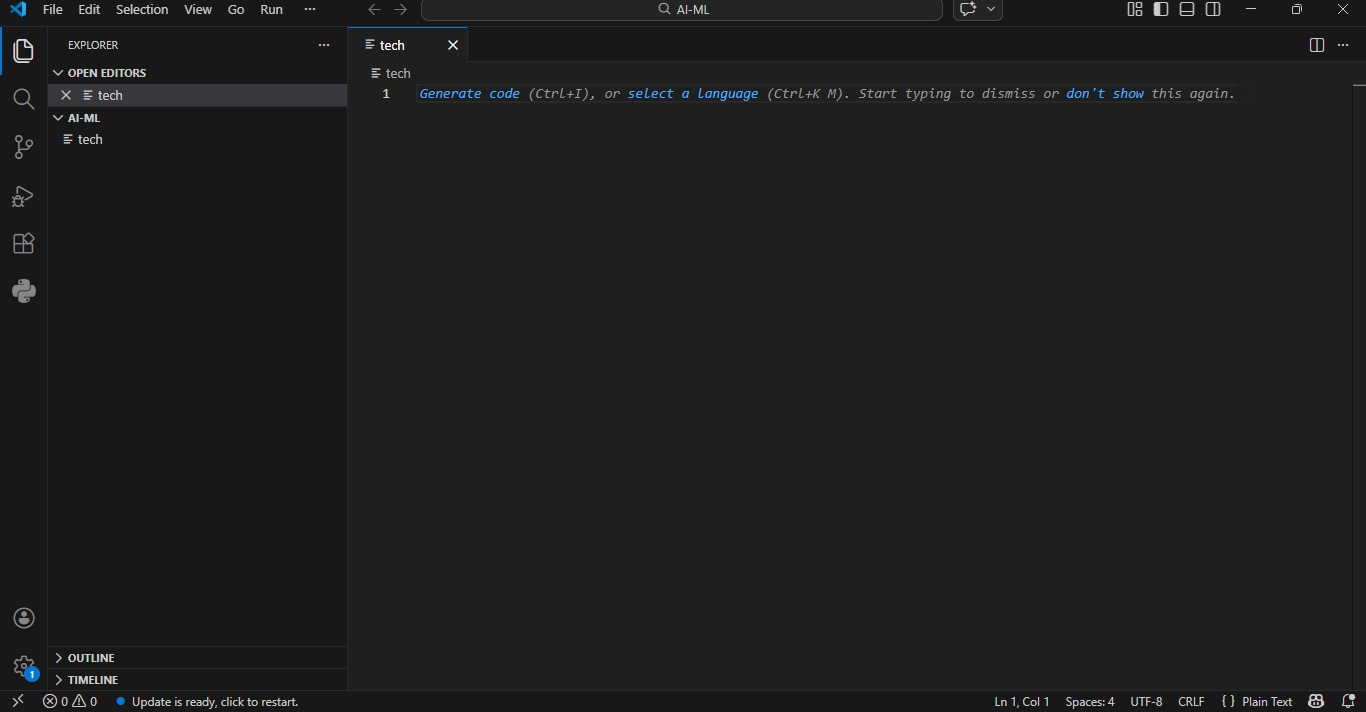 File Edit Selection View Go Run ···
AI-ML
EXPLORER ···
OPEN EDITORS
tech
AI-ML
tech
OUTLINE
TIMELINE
tech
···
tech
1 Generate code (Ctrl+I), or select a language (Ctrl+K M). Start typing to dismiss or don't show this again.
1
0 0 Update is ready, click to restart. Ln 1, Col 1 Spaces: 4 UTF-8 CRLF { } Plain Text